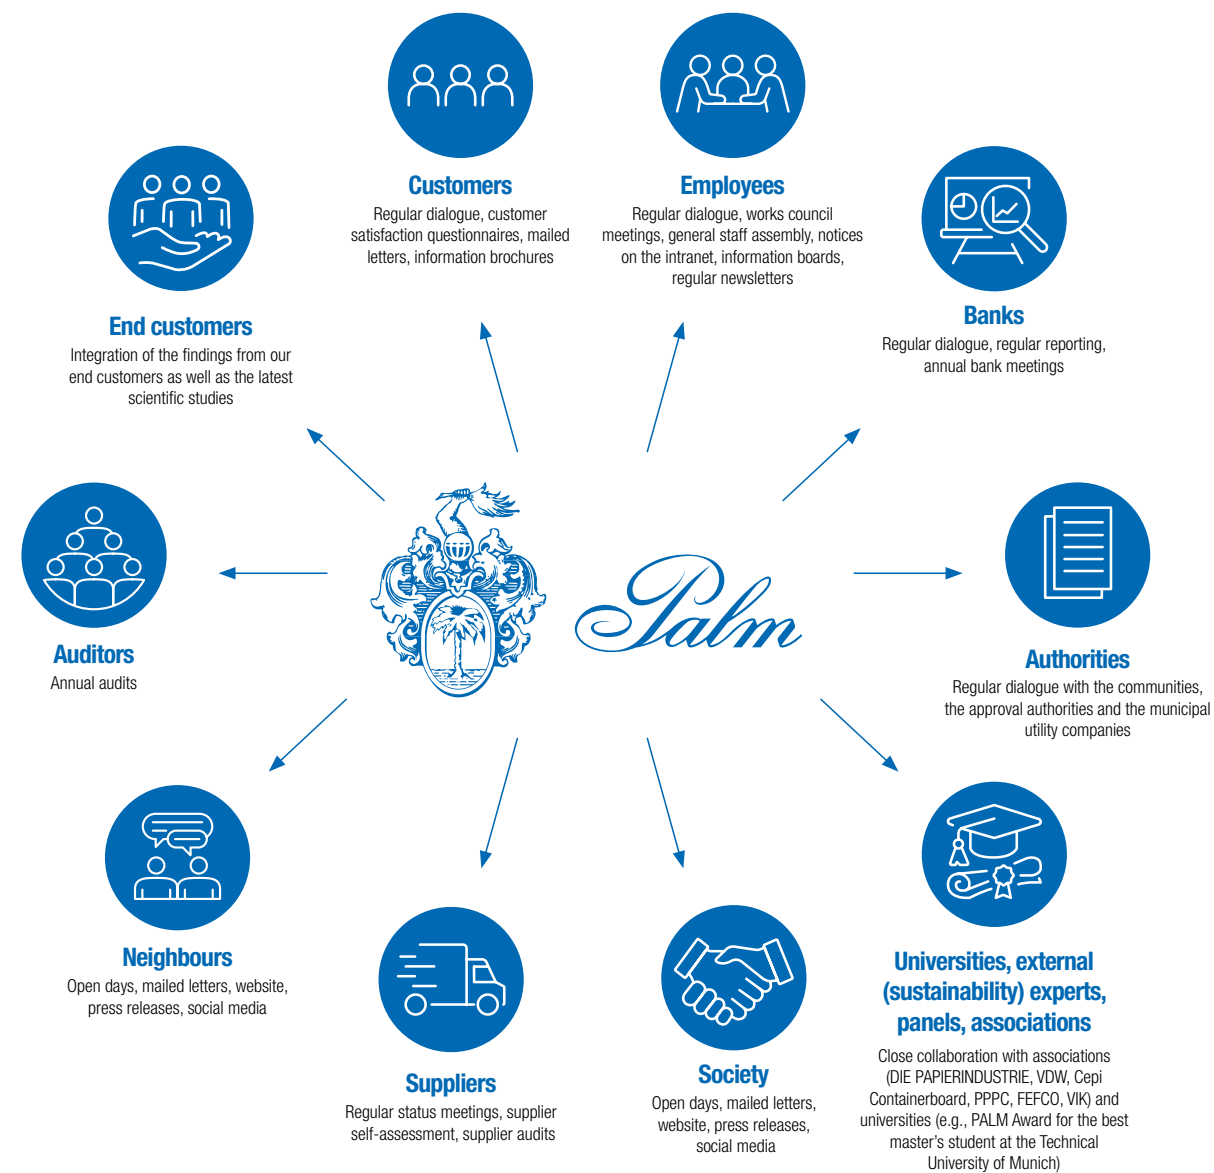 Customers
Regular dialogue, customer
satisfaction questionnaires, mailed
letters, information brochures
Employees
Regular dialogue, works council
meetings, general staff assembly, notices
on the intranet, information boards,
regular newsletters
End customers
Integration of the findings from our
end customers as well as the latest
scientific studies
Banks
Regular dialogue, regular reporting,
annual bank meetings
Auditors
Annual audits
Palm
Authorities
Regular dialogue with the communities,
the approval authorities and the municipal
utility companies
Neighbours
Open days, mailed letters, website,
press releases, social media
Suppliers
Regular status meetings, supplier
self-assessment, supplier audits
Society
Open days, mailed letters,
website, press releases,
social media
Universities, external
(sustainability) experts,
panels, associations
Close collaboration with associations
(DIE PAPIERINDUSTRIE, VDW, Cepi
Containerboard, PPPC, FEFCO, VIK) and
universities (e.g., PALM Award for the best
master’s student at the Technical
University of Munich)